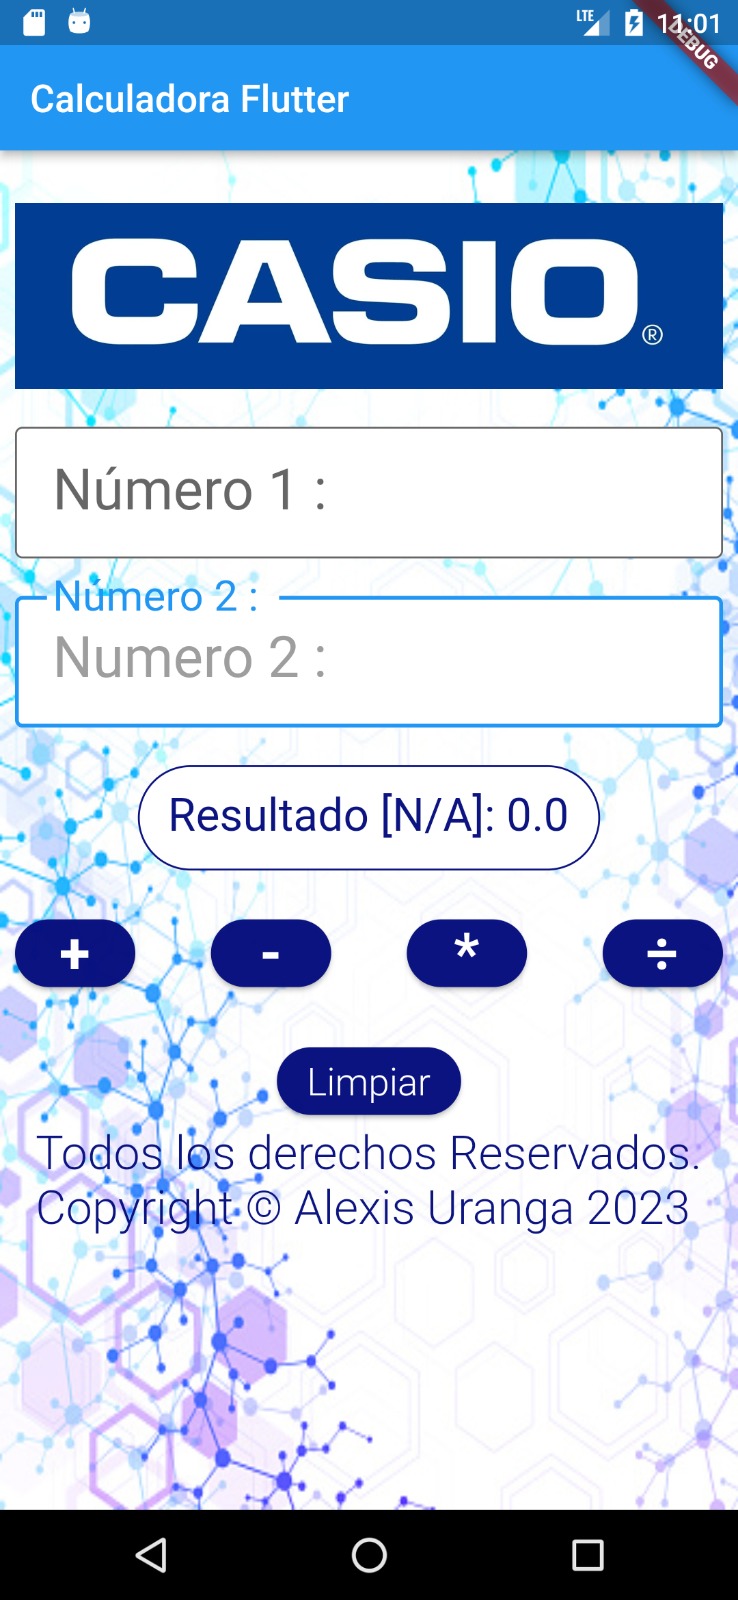 LTE 11:01
DEBUG
Calculadora Flutter
CASIO®
Número 1 :
Número 2 :
Numero 2 :
Resultado [N/A]: 0.0
+ - * ÷
Limpiar
Todos los derechos Reservados.
Copyright © Alexis Uranga 2023